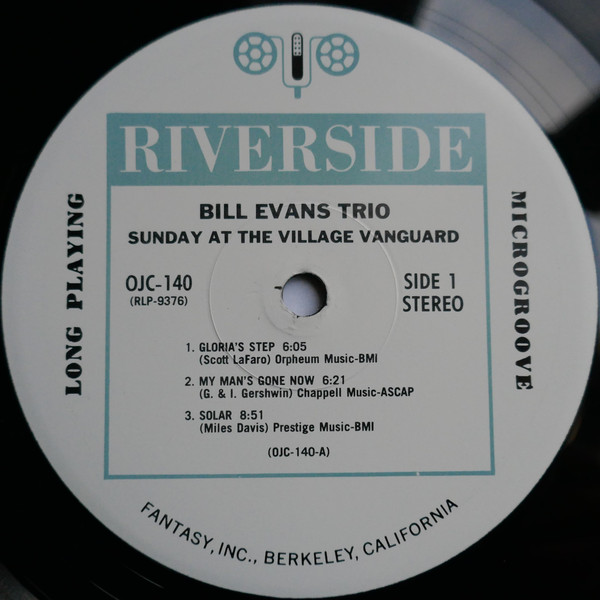 RIVERSIDE
BILL EVANS TRIO
SUNDAY AT THE VILLAGE VANGUARD
LONG PLAYING
MICROGROOVE
OJC-140
(RLP-9376)
SIDE 1
STEREO
1. GLORIA'S STEP 6:05
(Scott LaFaro) Orpheum Music-BMI
2. MY MAN'S GONE NOW 6:21
(G. & I. Gershwin) Chappell Music-ASCAP
3. SOLAR 8:51
(Miles Davis) Prestige Music-BMI
(OJC-140-A)
FANTASY, INC., BERKELEY, CALIFORNIA